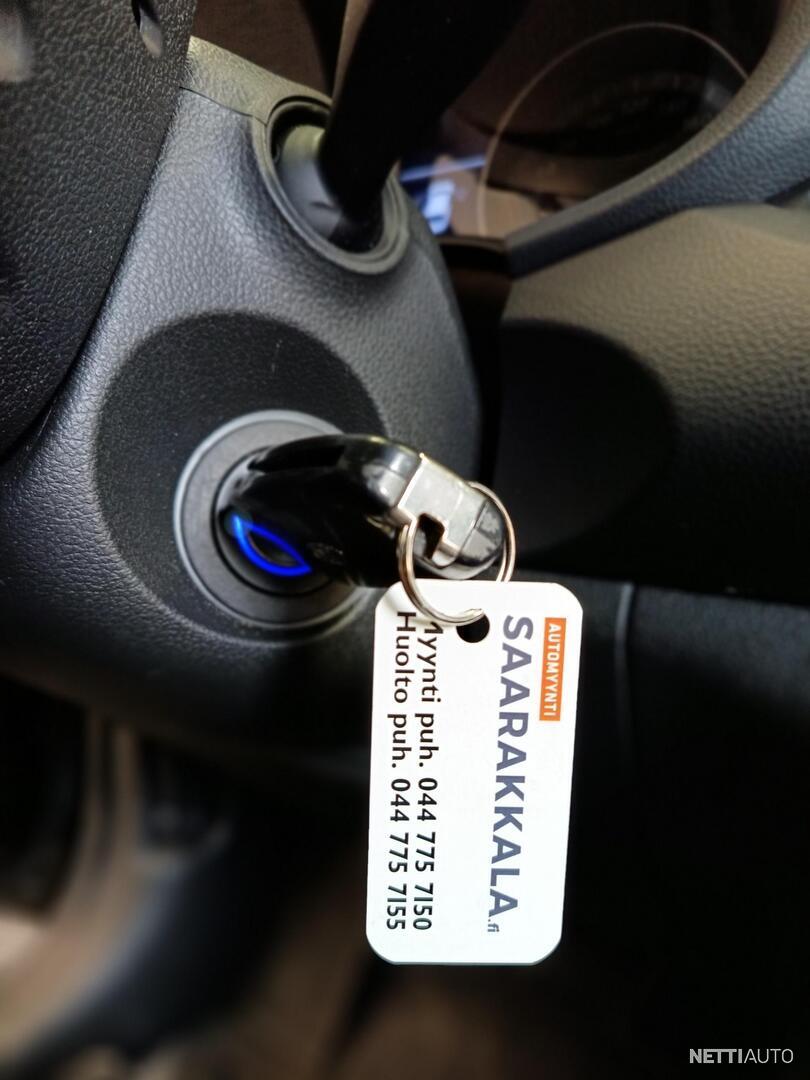 AUTOMYYNTI
SAARAKKALA.fi
Myynti puh. 044 775 7150
Huolto puh. 044 775 7155
NETTIAUTO